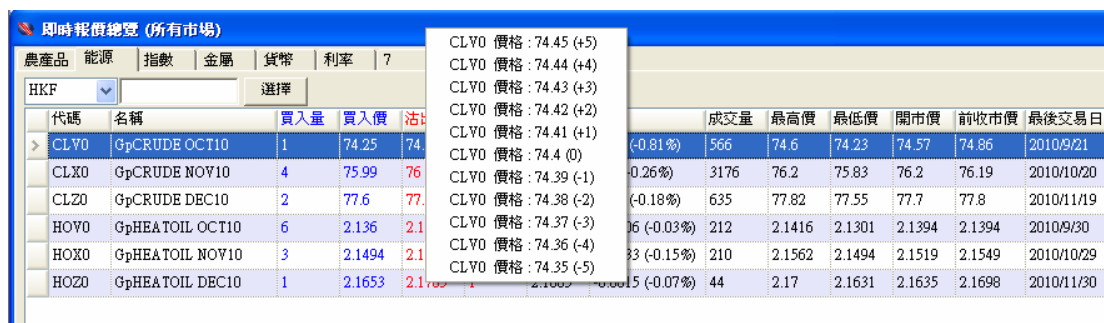 即時報價總覽 (所有市場)
農產品 能源 指數 金屬 貨幣 利率 7
HKF 選擇
CLV0 價格 : 74.45 (+5)
CLV0 價格 : 74.44 (+4)
CLV0 價格 : 74.43 (+3)
CLV0 價格 : 74.42 (+2)
CLV0 價格 : 74.41 (+1)
CLV0 價格 : 74.4 (0)
CLV0 價格 : 74.39 (-1)
CLV0 價格 : 74.38 (-2)
CLV0 價格 : 74.37 (-3)
CLV0 價格 : 74.36 (-4)
CLV0 價格 : 74.35 (-5)
代碼 名稱 買入量 買入價 成交量 最高價 最低價 開市價 前收市價 最後交易日
CLV0 GpCRUDE OCT10 1 74.25 74. (-0.81%) 566 74.6 74.23 74.57 74.86 2010/9/21
CLX0 GpCRUDE NOV10 4 75.99 76 0.26%) 3176 76.2 75.83 76.2 76.19 2010/10/20
CLZ0 GpCRUDE DEC10 2 77.6 77. (-0.18%) 635 77.82 77.55 77.7 77.8 2010/11/19
HOV0 GpHEATOIL OCT10 6 2.136 2.1 06 (-0.03%) 212 2.1416 2.1301 2.1394 2.1394 2010/9/30
HOX0 GpHEATOIL NOV10 3 2.1494 2.1 33 (-0.15%) 210 2.1562 2.1494 2.1519 2.1549 2010/10/29
HOZ0 GpHEATOIL DEC10 1 2.1653 (-0.07%) 44 2.17 2.1631 2.1635 2.1698 2010/11/30